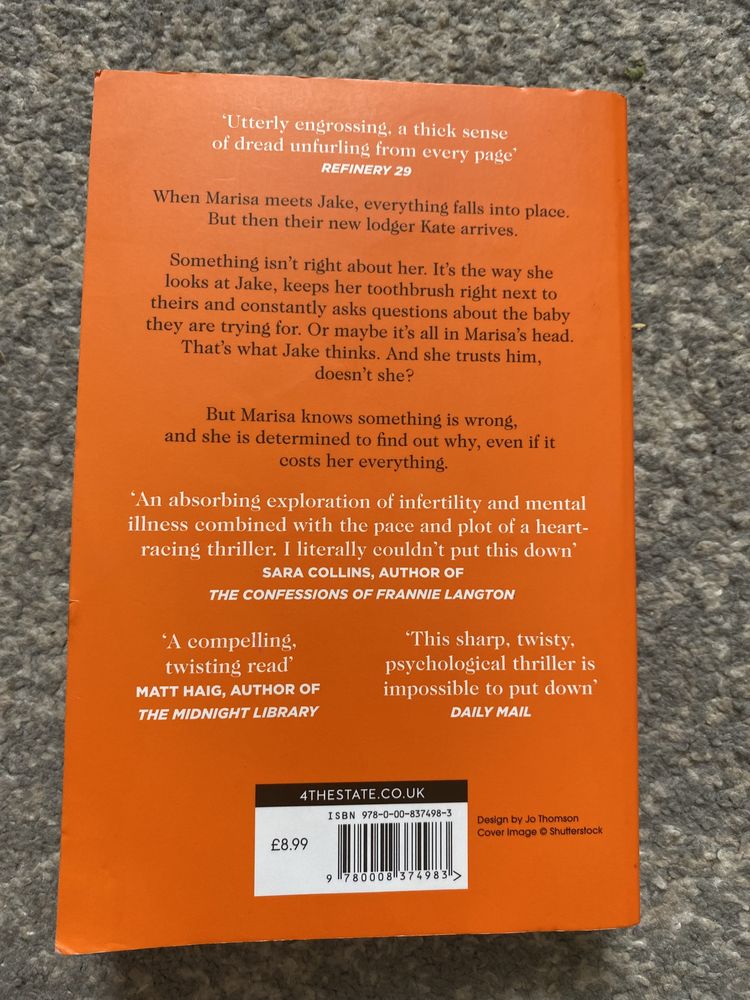 ‘Utterly engrossing, a thick sense
of dread unfurling from every page’
REFINERY 29
When Marisa meets Jake, everything falls into place.
But then their new lodger Kate arrives.
Something isn’t right about her. It’s the way she
looks at Jake, keeps her toothbrush right next to
theirs and constantly asks questions about the baby
they are trying for. Or maybe it’s all in Marisa’s head.
That’s what Jake thinks. And she trusts him,
doesn’t she?
But Marisa knows something is wrong,
and she is determined to find out why, even if it
costs her everything.
‘An absorbing exploration of infertility and mental
illness combined with the pace and plot of a heart-
racing thriller. I literally couldn’t put this down’
SARA COLLINS, AUTHOR OF
THE CONFESSIONS OF FRANNIE LANGTON
‘A compelling,
twisting read’
MATT HAIG, AUTHOR OF
THE MIDNIGHT LIBRARY
‘This sharp, twisty,
psychological thriller is
impossible to put down’
DAILY MAIL
4THESTATE.CO.UK
ISBN 978-0-00-837498-3
£8.99
9 780008 374983 >
Design by Jo Thomson
Cover Image © Shutterstock